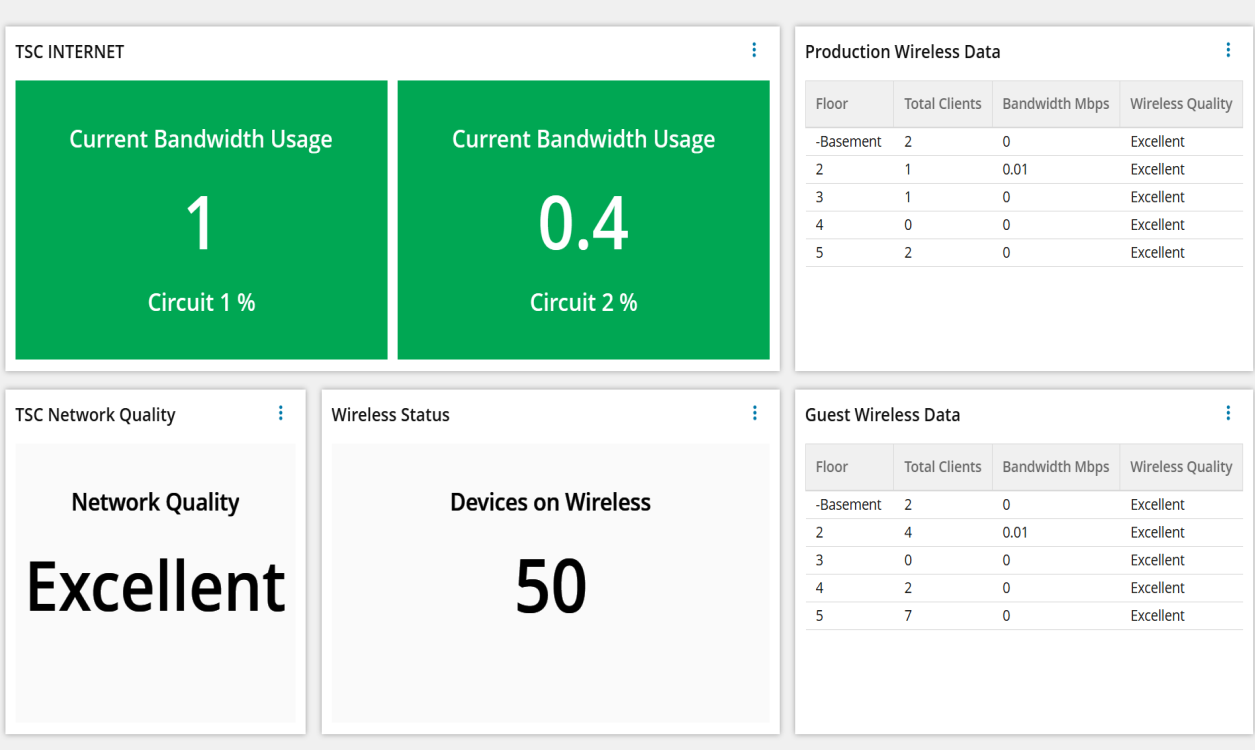 TSC INTERNET
Current Bandwidth Usage
1
Circuit 1 %
Current Bandwidth Usage
0.4
Circuit 2 %
Production Wireless Data
Floor Total Clients Bandwidth Mbps Wireless Quality
-Basement 2 0 Excellent
2 1 0.01 Excellent
3 1 0 Excellent
4 0 0 Excellent
5 2 0 Excellent
TSC Network Quality
Network Quality
Excellent
Wireless Status
Devices on Wireless
50
Guest Wireless Data
Floor Total Clients Bandwidth Mbps Wireless Quality
-Basement 2 0 Excellent
2 4 0.01 Excellent
3 0 0 Excellent
4 2 0 Excellent
5 7 0 Excellent